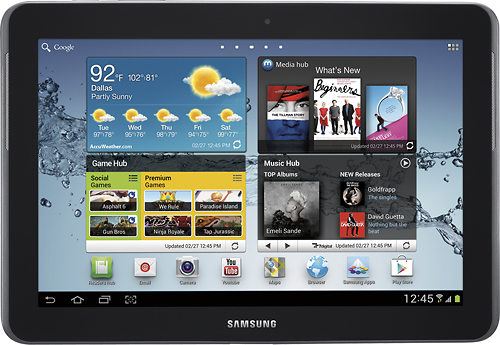 Google
92°F 102°81°
Dallas
Partly Sunny
Tue Wed Thu Fri Sat
97°78° 95°76° 98°79° 94°75° 99°77°
AccuWeather.com 02/27 12:45 PM
Media hub
What's New
THE TILLMAN STORY
Beginners
Updated 02/27 12:45 PM
Game Hub
Social Games
Premium Games
Asphalt 6
We Rule
Paradise Island
Gun Bros
Ninja Royale
Tap Jurassic
Updated 02/27 12:45 PM
Music Hub
TOP Albums
NEW Releases
Emeli Sande
Goldfrapp
The singles
David Guetta
Nothing but the beat
7digital Updated 02/27 12:45 PM
Readers Hub
Email
Camera
You Tube
Youtube
Maps
Browser
Samsung Apps
Play Store
12:45
SAMSUNG